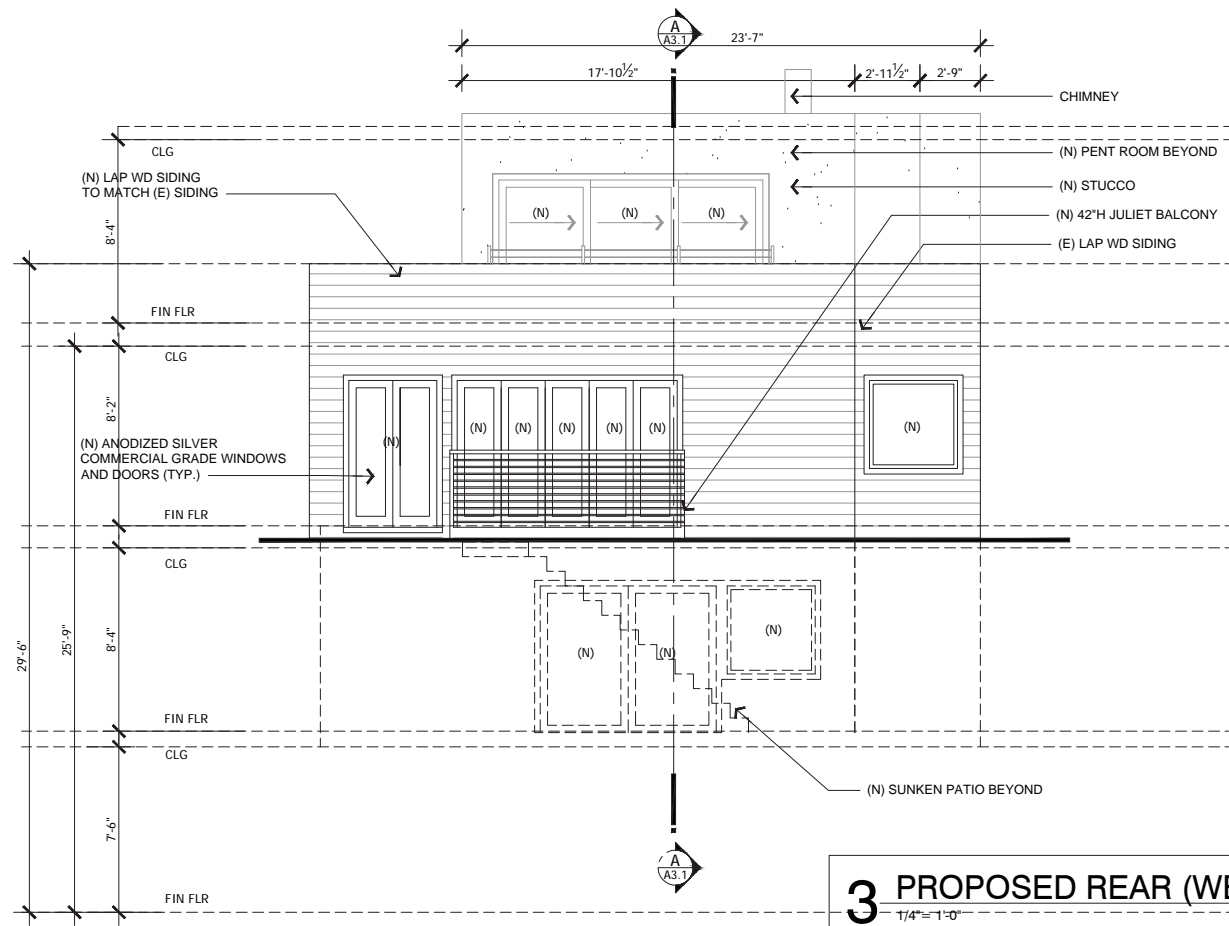 A
A3.1
23'-7"
17'-10½"
2'-11½"
2'-9"
CHIMNEY
CLG
(N) PENT ROOM BEYOND
(N) LAP WD SIDING
TO MATCH (E) SIDING
(N) STUCCO
(N)
(N)
(N)
(N) 42"H JULIET BALCONY
8'-4"
(E) LAP WD SIDING
FIN FLR
CLG
8'-2"
(N)
(N)
(N)
(N)
(N)
(N)
(N)
(N) ANODIZED SILVER
COMMERCIAL GRADE WINDOWS
AND DOORS (TYP.)
FIN FLR
CLG
29'-6"
25'-9"
8'-4"
(N)
(N)
(N)
FIN FLR
CLG
(N) SUNKEN PATIO BEYOND
7'-6"
A
A3.1
FIN FLR
3 PROPOSED REAR (WE
1/4"= 1'-0"